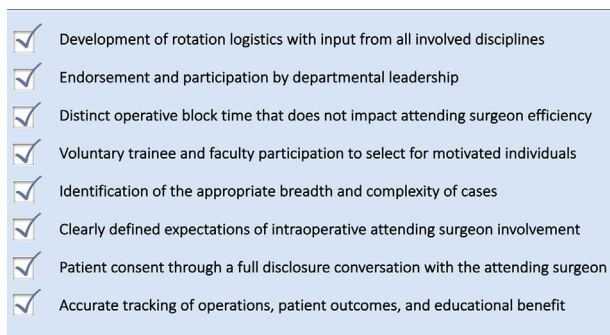 Development of rotation logistics with input from all involved disciplines
Endorsement and participation by departmental leadership
Distinct operative block time that does not impact attending surgeon efficiency
Voluntary trainee and faculty participation to select for motivated individuals
Identification of the appropriate breadth and complexity of cases
Clearly defined expectations of intraoperative attending surgeon involvement
Patient consent through a full disclosure conversation with the attending surgeon
Accurate tracking of operations, patient outcomes, and educational benefit